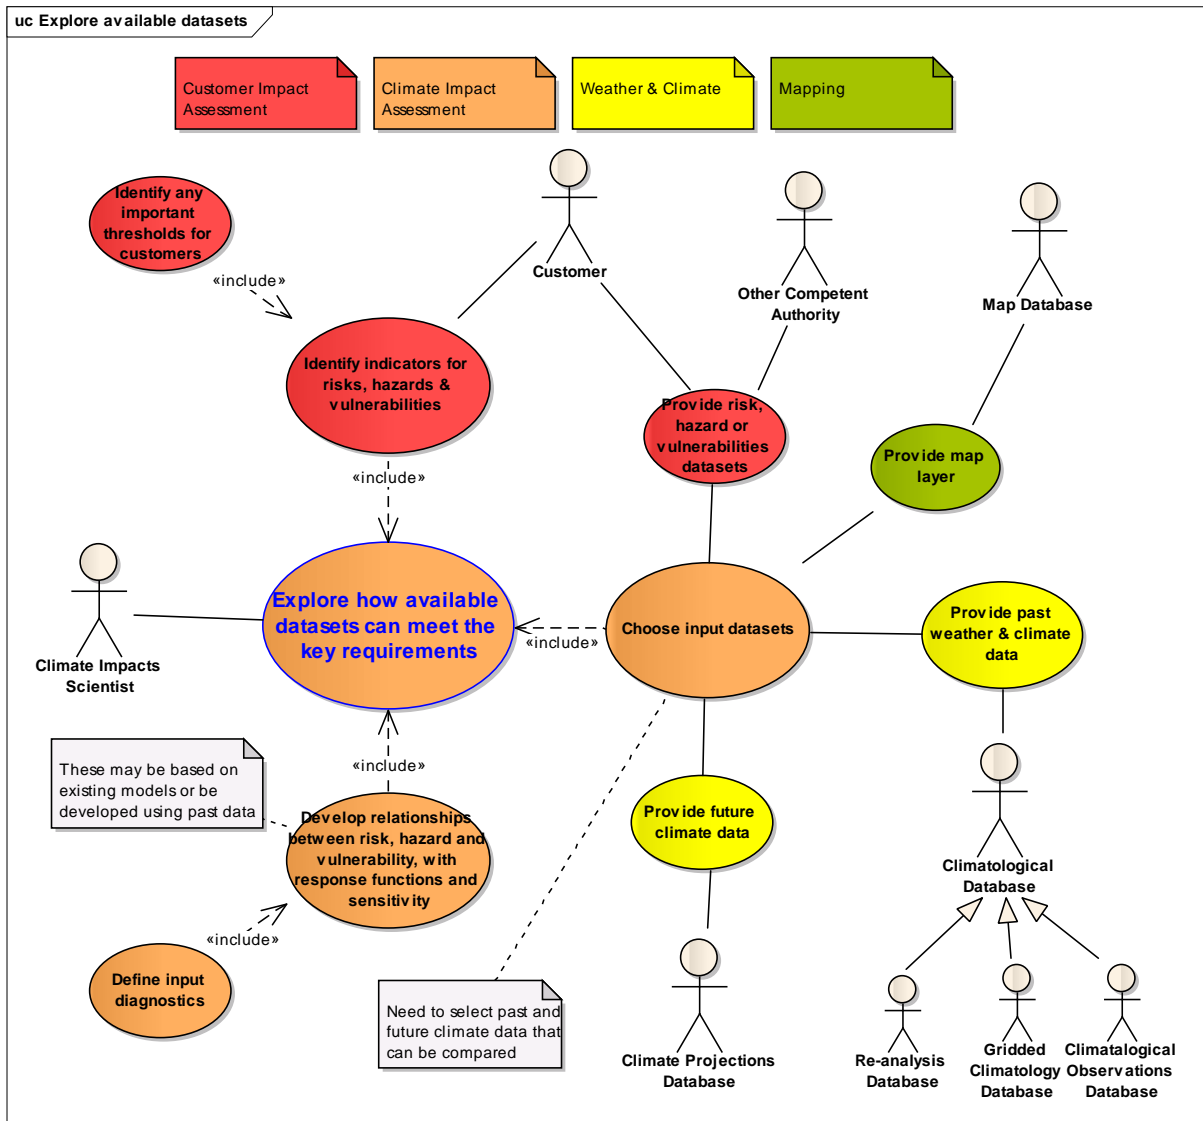 uc Explore available datasets
Customer Impact
Assessment
Climate Impact
Assessment
Weather & Climate
Mapping
Identify any
important
thresholds for
customers
«include»
Customer
Other Competent
Authority
Map Database
Identify indicators for
risks, hazards &
vulnerabilities
Provide risk,
hazard or
vulnerabilities
datasets
Provide map
layer
«include»
Climate Impacts
Scientist
Explore how available
datasets can meet the
key requirements
«include»
Choose input datasets
Provide past
weather & climate
data
These may be based on
existing models or be
developed using past data
«include»
Develop relationships
between risk, hazard and
vulnerability, with
response functions and
sensitivity
Provide future
climate data
Climatological
Database
«include»
Define input
diagnostics
Need to select past and
future climate data that
can be compared
Climate Projections
Database
Re-analysis
Database
Gridded
Climatology
Database
Climatalogical
Observations
Database